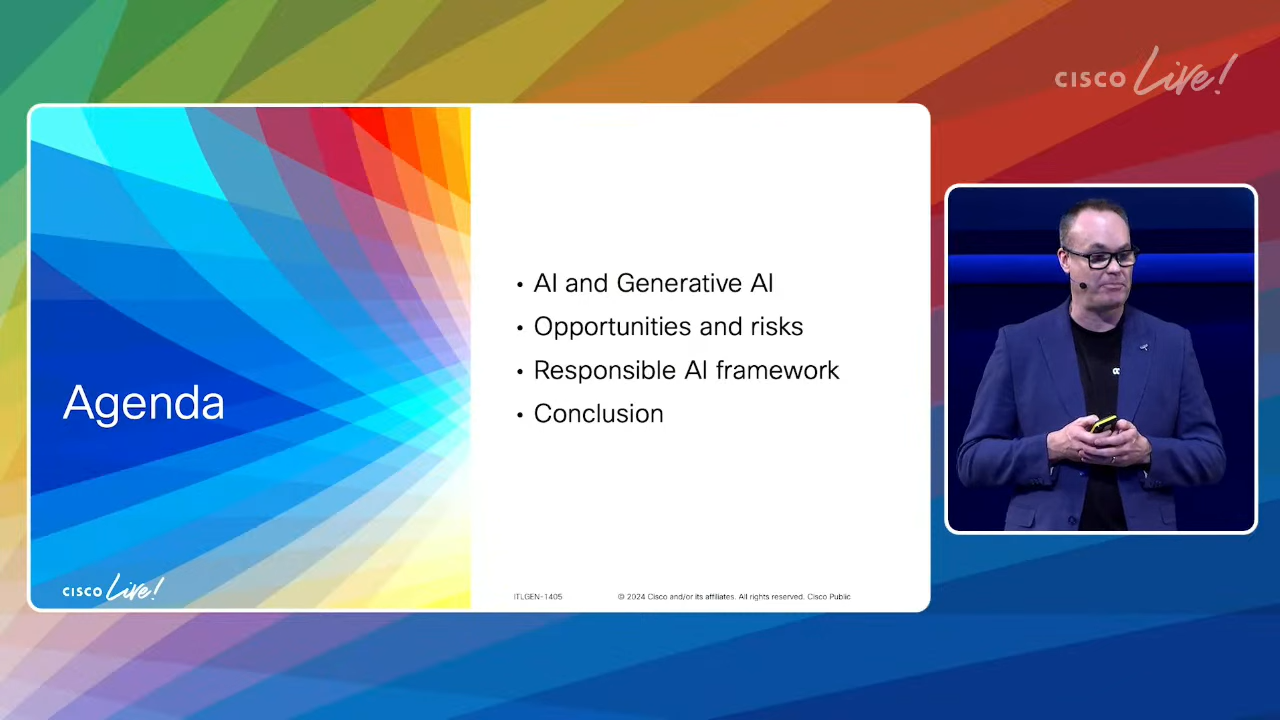 CISCO Live!
Agenda
• AI and Generative AI
• Opportunities and risks
• Responsible AI framework
• Conclusion
CISCO Live!
ITLGEN-1405
© 2024 Cisco and/or its affiliates. All rights reserved. Cisco Public